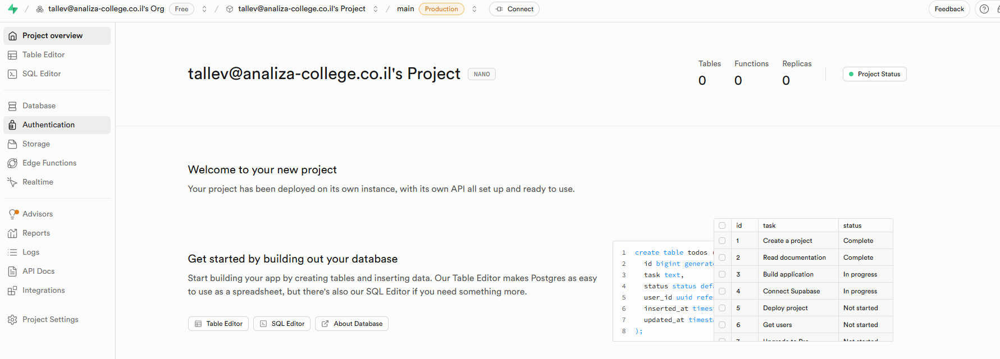 / tallev@analiza-college.co.il's Org Free / tallev@analiza-college.co.il's Project / main Production Connect Feedback
Project overview
Table Editor
SQL Editor
Database
Authentication
Storage
Edge Functions
Realtime
Advisors
Reports
Logs
API Docs
Integrations
Project Settings
tallev@analiza-college.co.il's Project NANO
Tables Functions Replicas
0 0 0
Project Status
Welcome to your new project
Your project has been deployed on its own instance, with its own API all set up and ready to use.
Get started by building out your database
Start building your app by creating tables and inserting data. Our Table Editor makes Postgres as easy
to use as a spreadsheet, but there's also our SQL Editor if you need something more.
Table Editor SQL Editor About Database
1 create table todos (
2 id bigint generat
3 task text,
4 status status def
5 user_id uuid refe
6 inserted_at times
7 updated_at timest
8 );
id task status
1 Create a project Complete
2 Read documentation Complete
3 Build application In progress
4 Connect Supabase In progress
5 Deploy project Not started
6 Get users Not started
7 Upgrade to Pro Not started